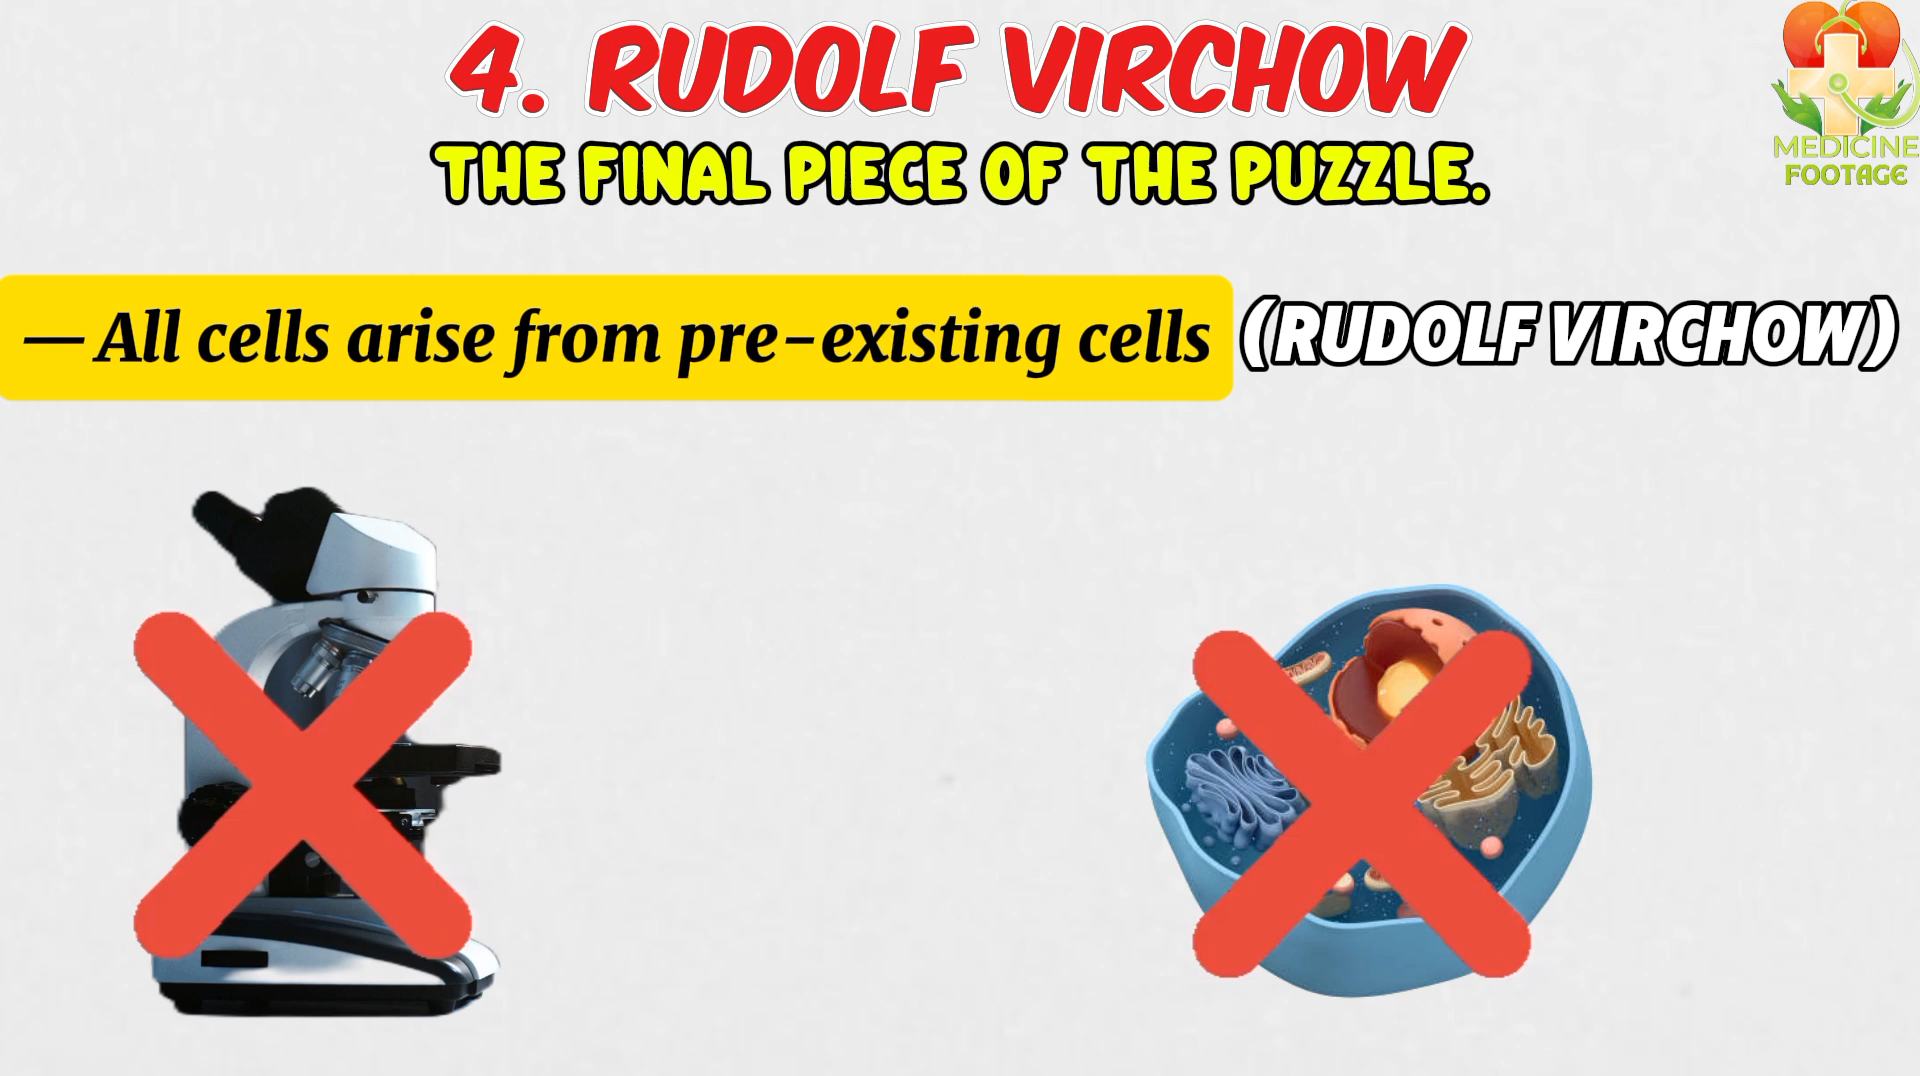 4. RUDOLF VIRCHOW
THE FINAL PIECE OF THE PUZZLE.
— All cells arise from pre-existing cells (RUDOLF VIRCHOW)
MEDICINE
FOOTAGE